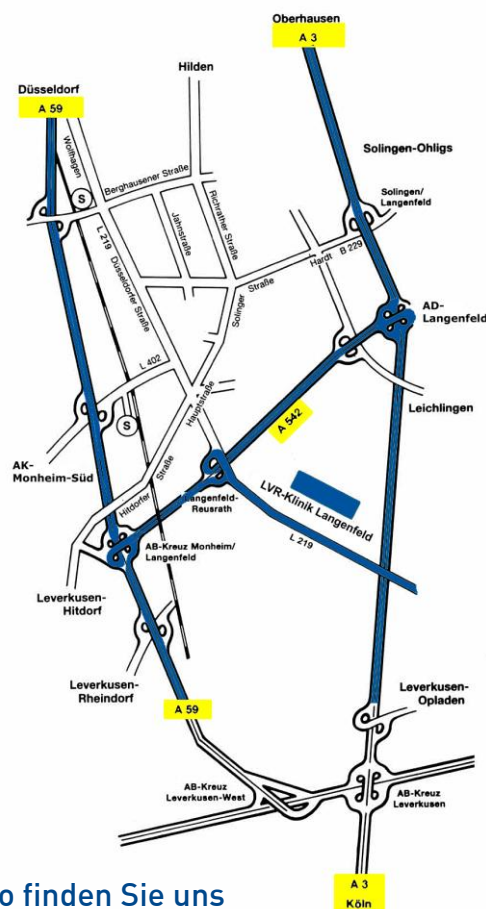 Oberhausen
A 3
Hilden
Düsseldorf
A 59
Wolfhagen
Solingen-Ohligs
Berghausener Straße
S
Solingen/
Langenfeld
Richrather Straße
Jahnstraße
L 219
Düsseldorfer Straße
Hardt
B 229
Solinger
Straße
AD-
Langenfeld
L 402
Hauptstraße
Leichlingen
A 542
S
AK-
Monheim-Süd
Hitdorfer
Straße
Langenfeld-
Reusrath
LVR-Klinik Langenfeld
L 219
AB-Kreuz Monheim/
Langenfeld
Leverkusen-
Hitdorf
Leverkusen-
Rheindorf
Leverkusen-
Opladen
A 59
AB-Kreuz
Leverkusen-West
AB-Kreuz
Leverkusen
A 3
Köln
o finden Sie uns